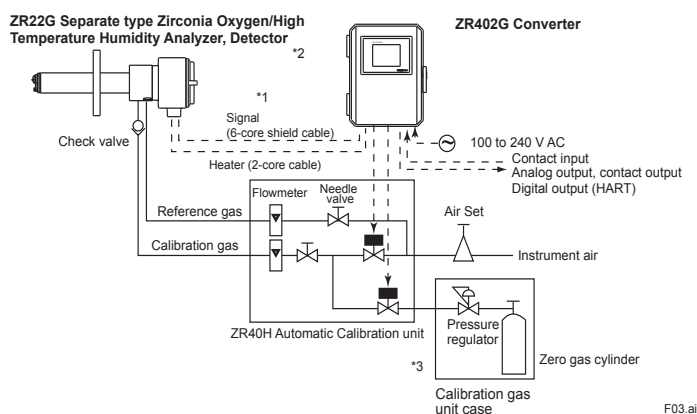 ZR22G Separate type Zirconia Oxygen/High
Temperature Humidity Analyzer, Detector
*2
ZR402G Converter
*1
Signal
(6-core shield cable)
Check valve
Heater (2-core cable)
100 to 240 V AC
Contact input
Analog output, contact output
Digital output (HART)
Flowmeter
Needle
valve
Reference gas
Air Set
Calibration gas
Instrument air
ZR40H Automatic Calibration unit
Pressure
regulator
*3
Zero gas cylinder
Calibration gas
unit case
F03.ai